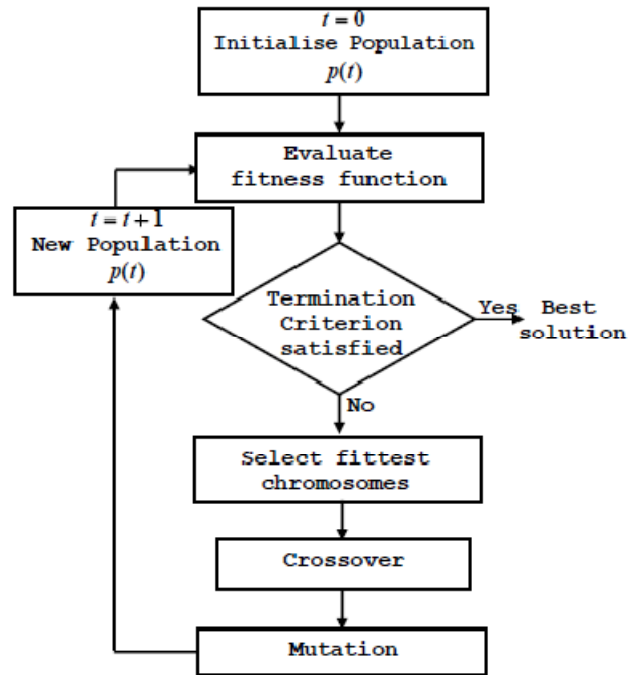 t = 0
Initialise Population
p(t)
Evaluate
fitness function
t = t + 1
New Population
p(t)
Termination
Criterion
satisfied
Yes Best
solution
No
Select fittest
chromosomes
Crossover
Mutation